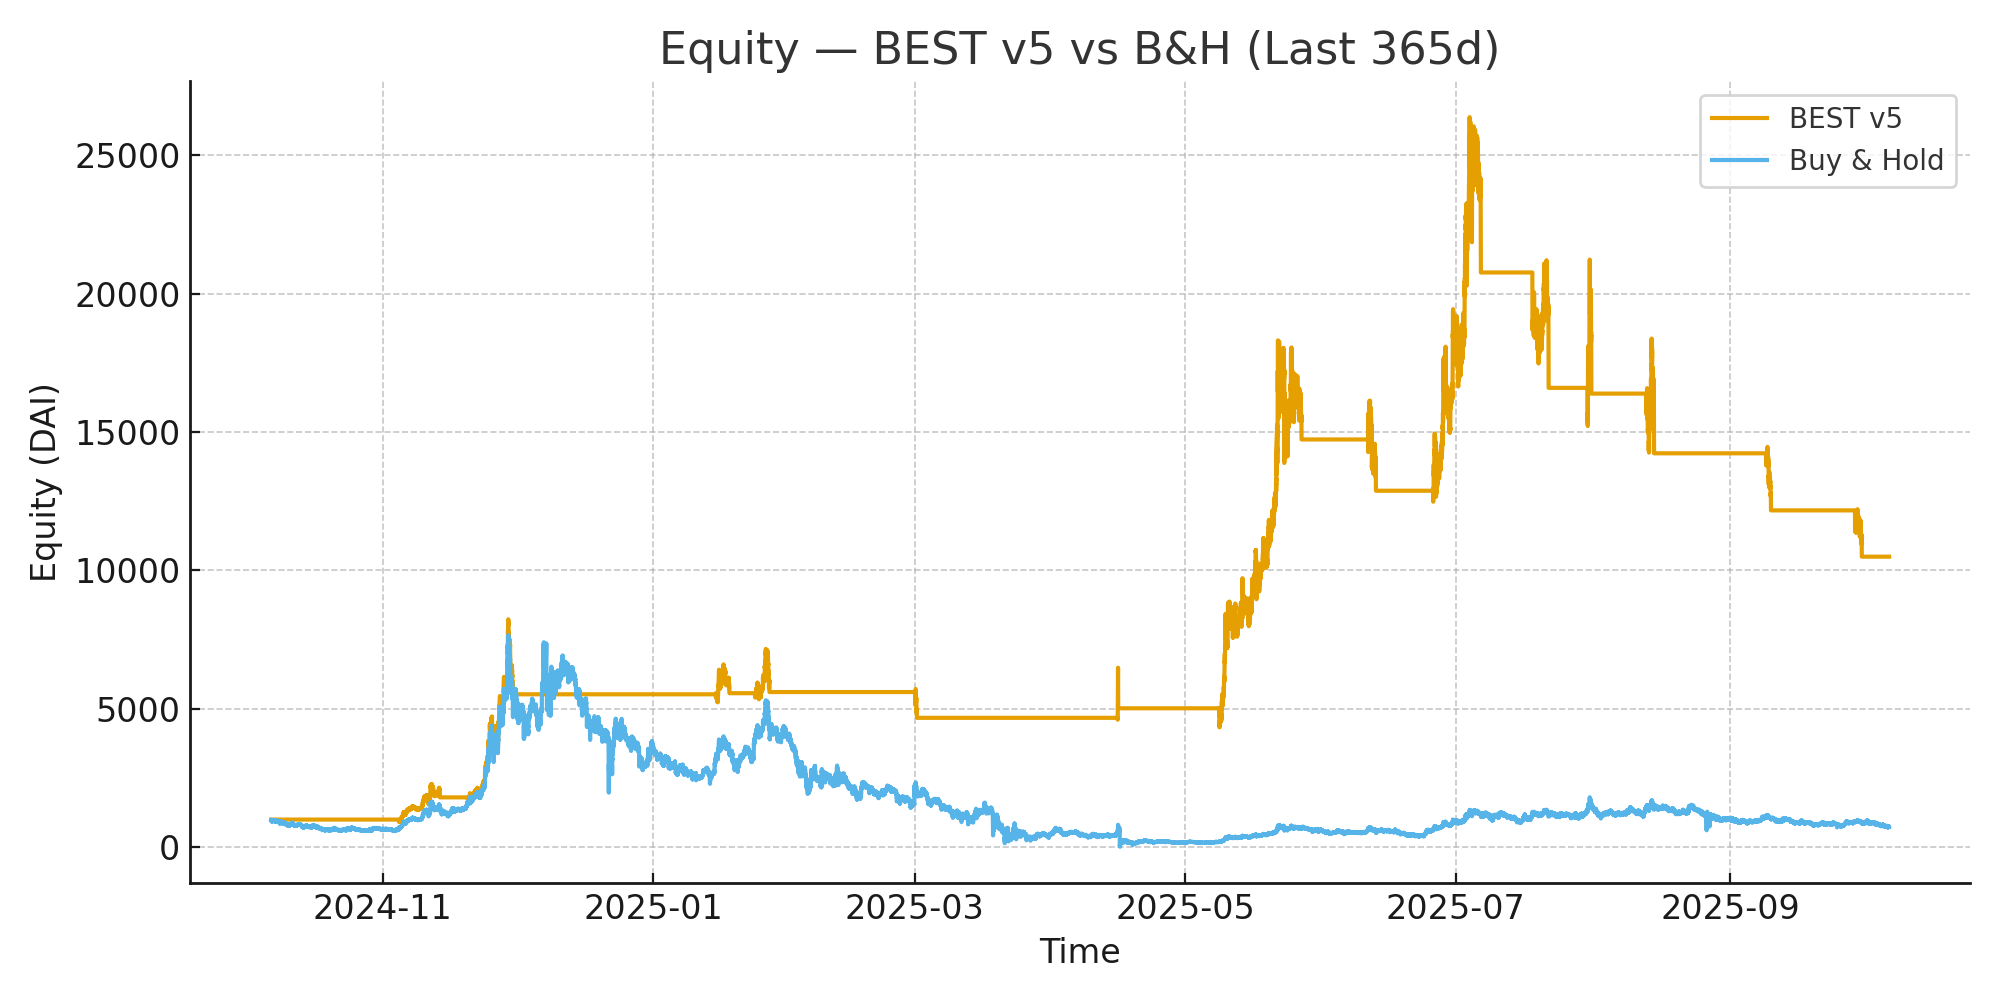 Equity — BEST v5 vs B&H (Last 365d)
BEST v5
Buy & Hold
Equity (DAI)
25000
20000
15000
10000
5000
0
2024-11
2025-01
2025-03
2025-05
2025-07
2025-09
Time